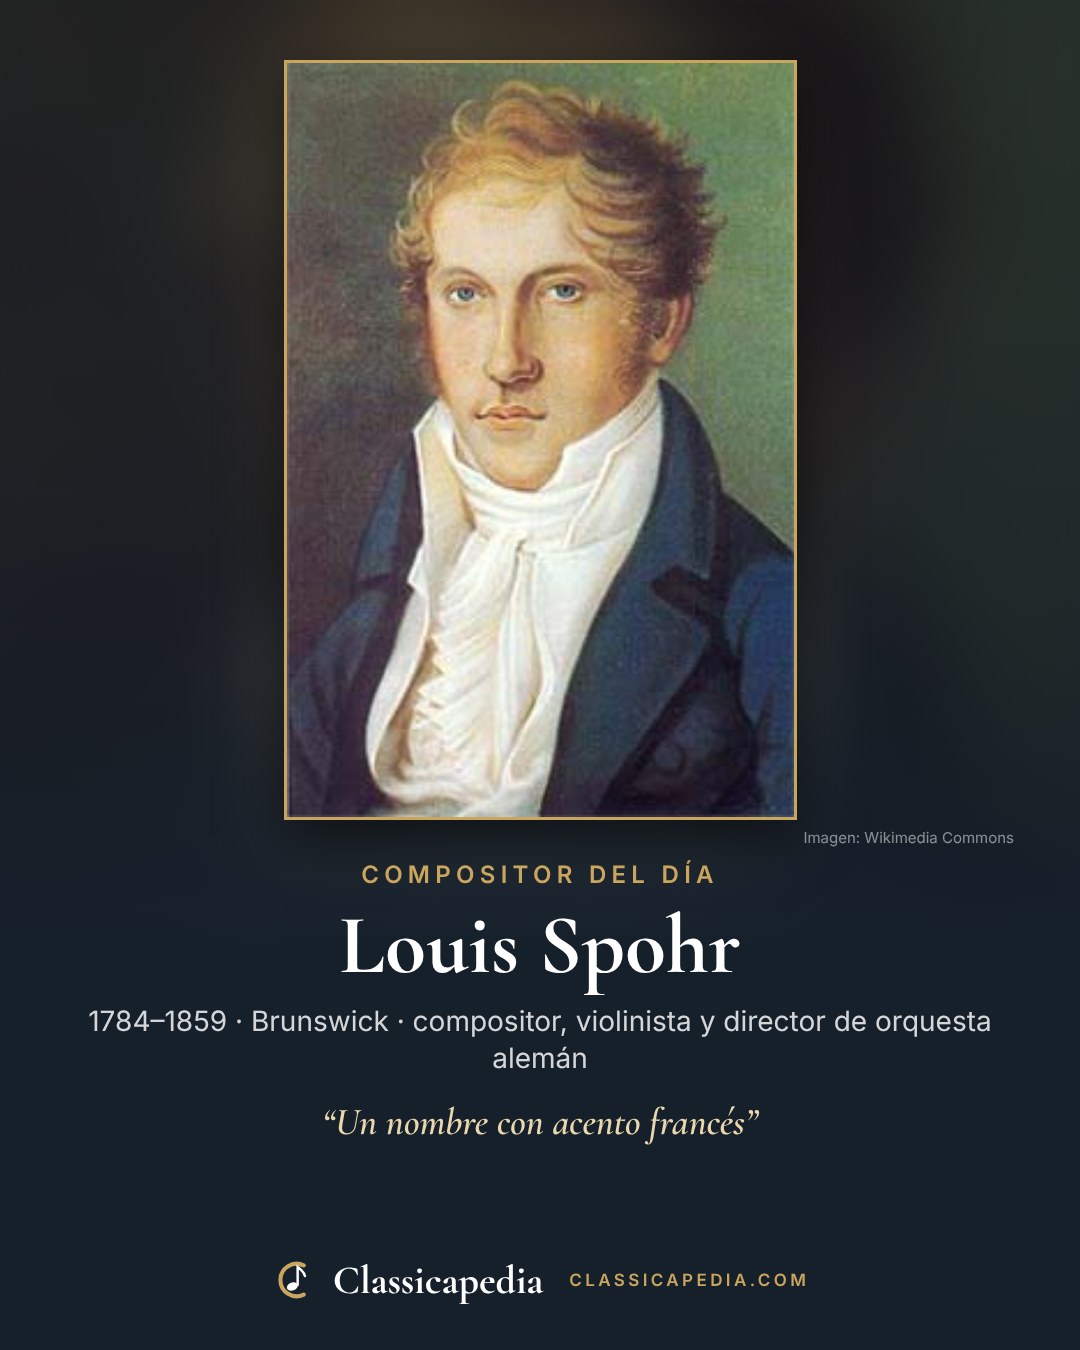 Imagen: Wikimedia Commons
COMPOSITOR DEL DÍA
Louis Spohr
1784–1859 · Brunswick · compositor, violinista y director de orquesta
alemán
“Un nombre con acento francés”
Classicapedia CLASSICAPEDIA.COM